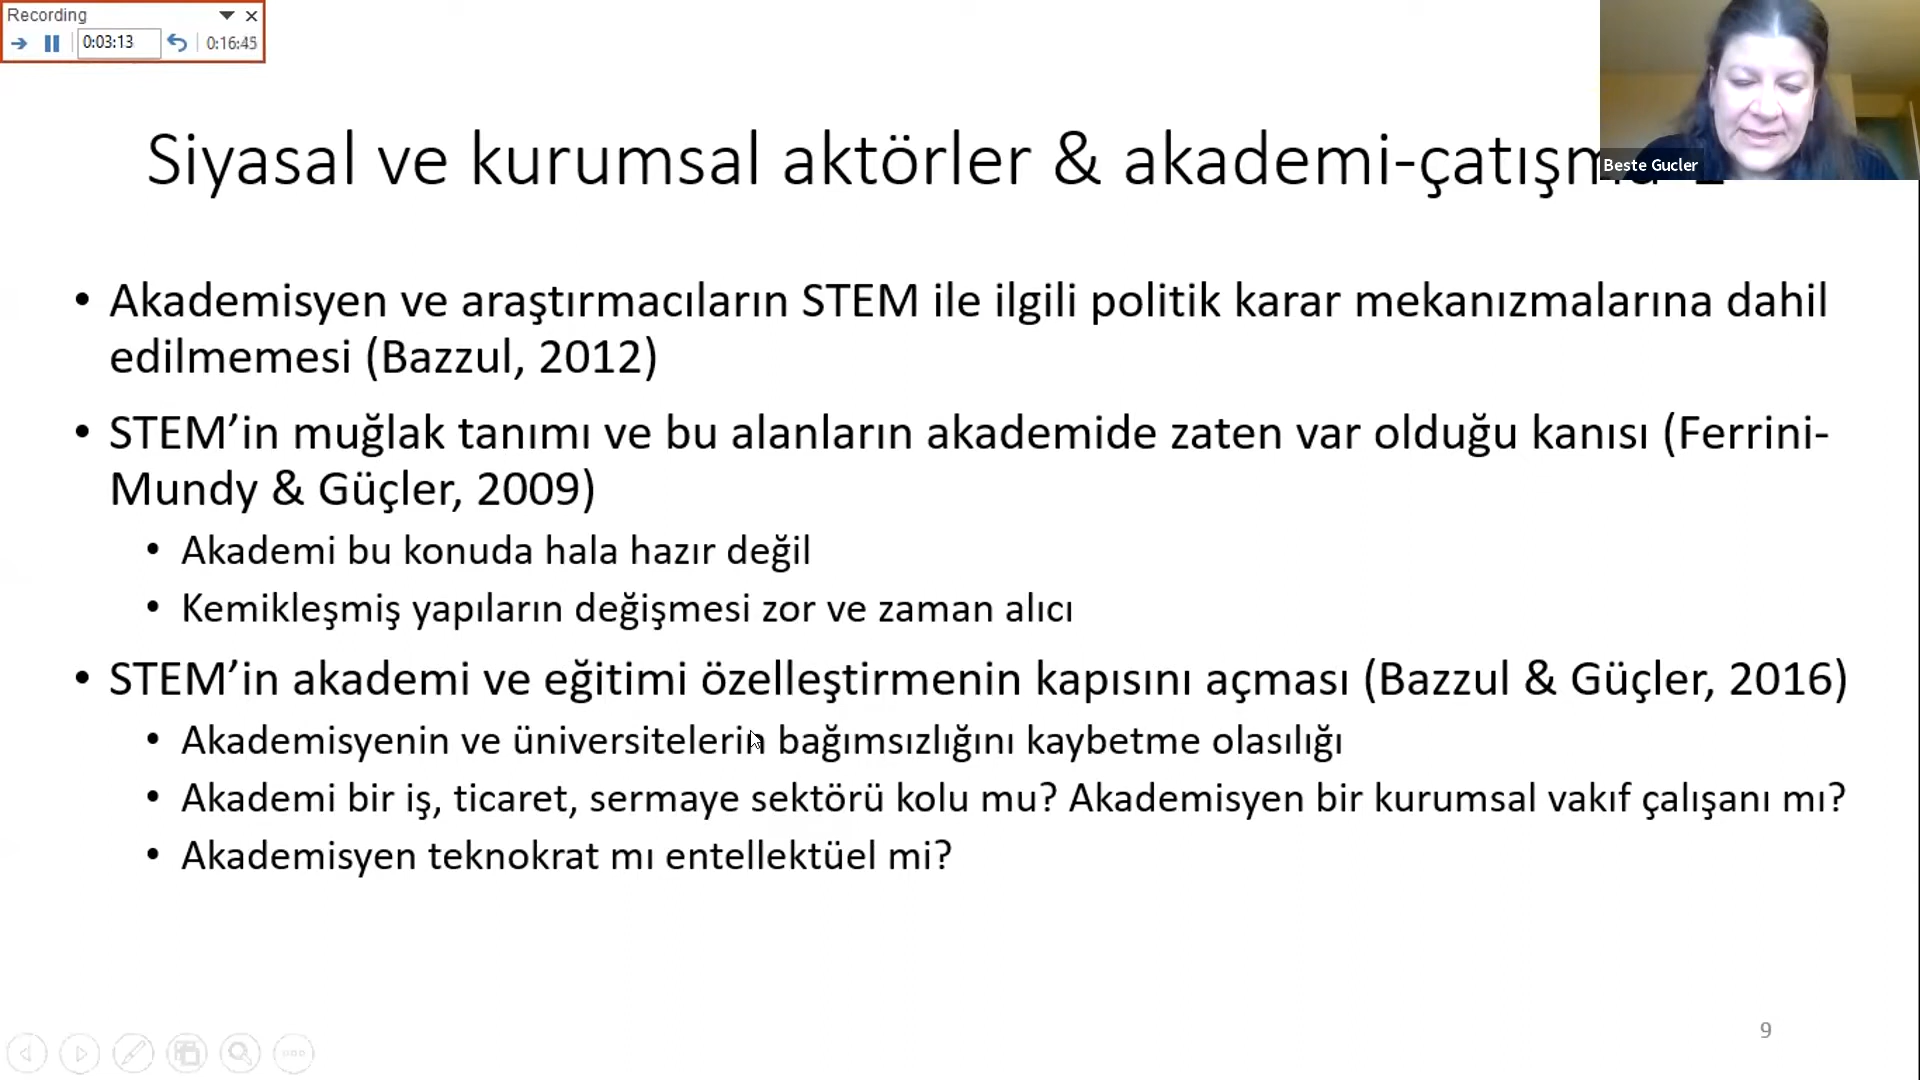 Recording
0:03:13
0:16:45
Siyasal ve kurumsal aktörler & akademi-çatışma
Beste Gucler
• Akademisyen ve araştırmacıların STEM ile ilgili politik karar mekanızmalarına dahil
edilmemesi (Bazzul, 2012)
• STEM’in muğlak tanımı ve bu alanların akademide zaten var olduğu kanısı (Ferrini-
Mundy & Güçler, 2009)
• Akademi bu konuda hala hazır değil
• Kemikleşmiş yapıların değişmesi zor ve zaman alıcı
• STEM’in akademi ve eğitimi özelleştirmenin kapısını açması (Bazzul & Güçler, 2016)
• Akademisyenin ve üniversitelerin bağımsızlığını kaybetme olasılığı
• Akademi bir iş, ticaret, sermaye sektörü kolu mu? Akademisyen bir kurumsal vakıf çalışanı mı?
• Akademisyen teknokrat mı entellektüel mi?
9